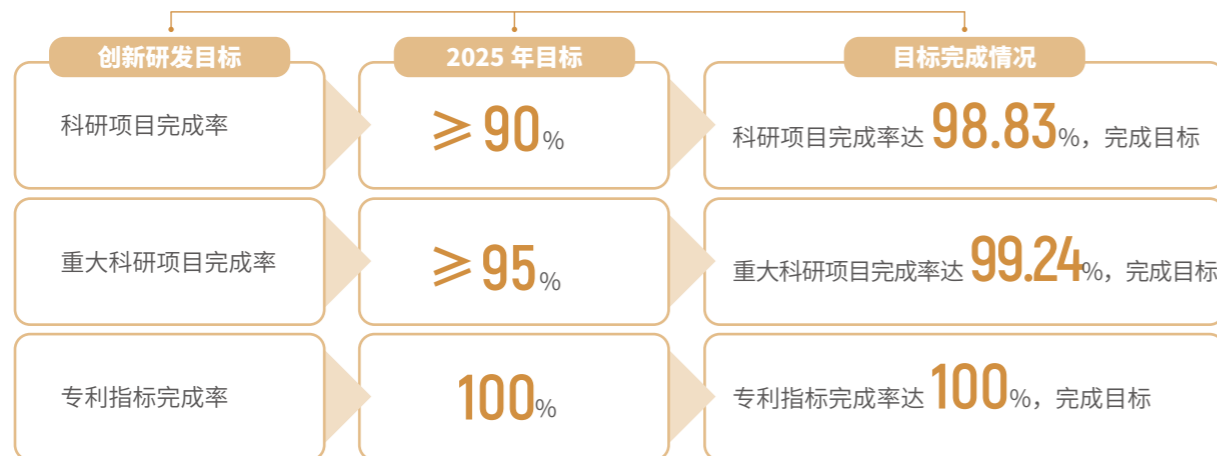 创新研发目标
2025 年目标
目标完成情况
科研项目完成率
≥ 90%
科研项目完成率达 98.83%，完成目标
重大科研项目完成率
≥ 95%
重大科研项目完成率达 99.24%，完成目标
专利指标完成率
100%
专利指标完成率达 100%，完成目标